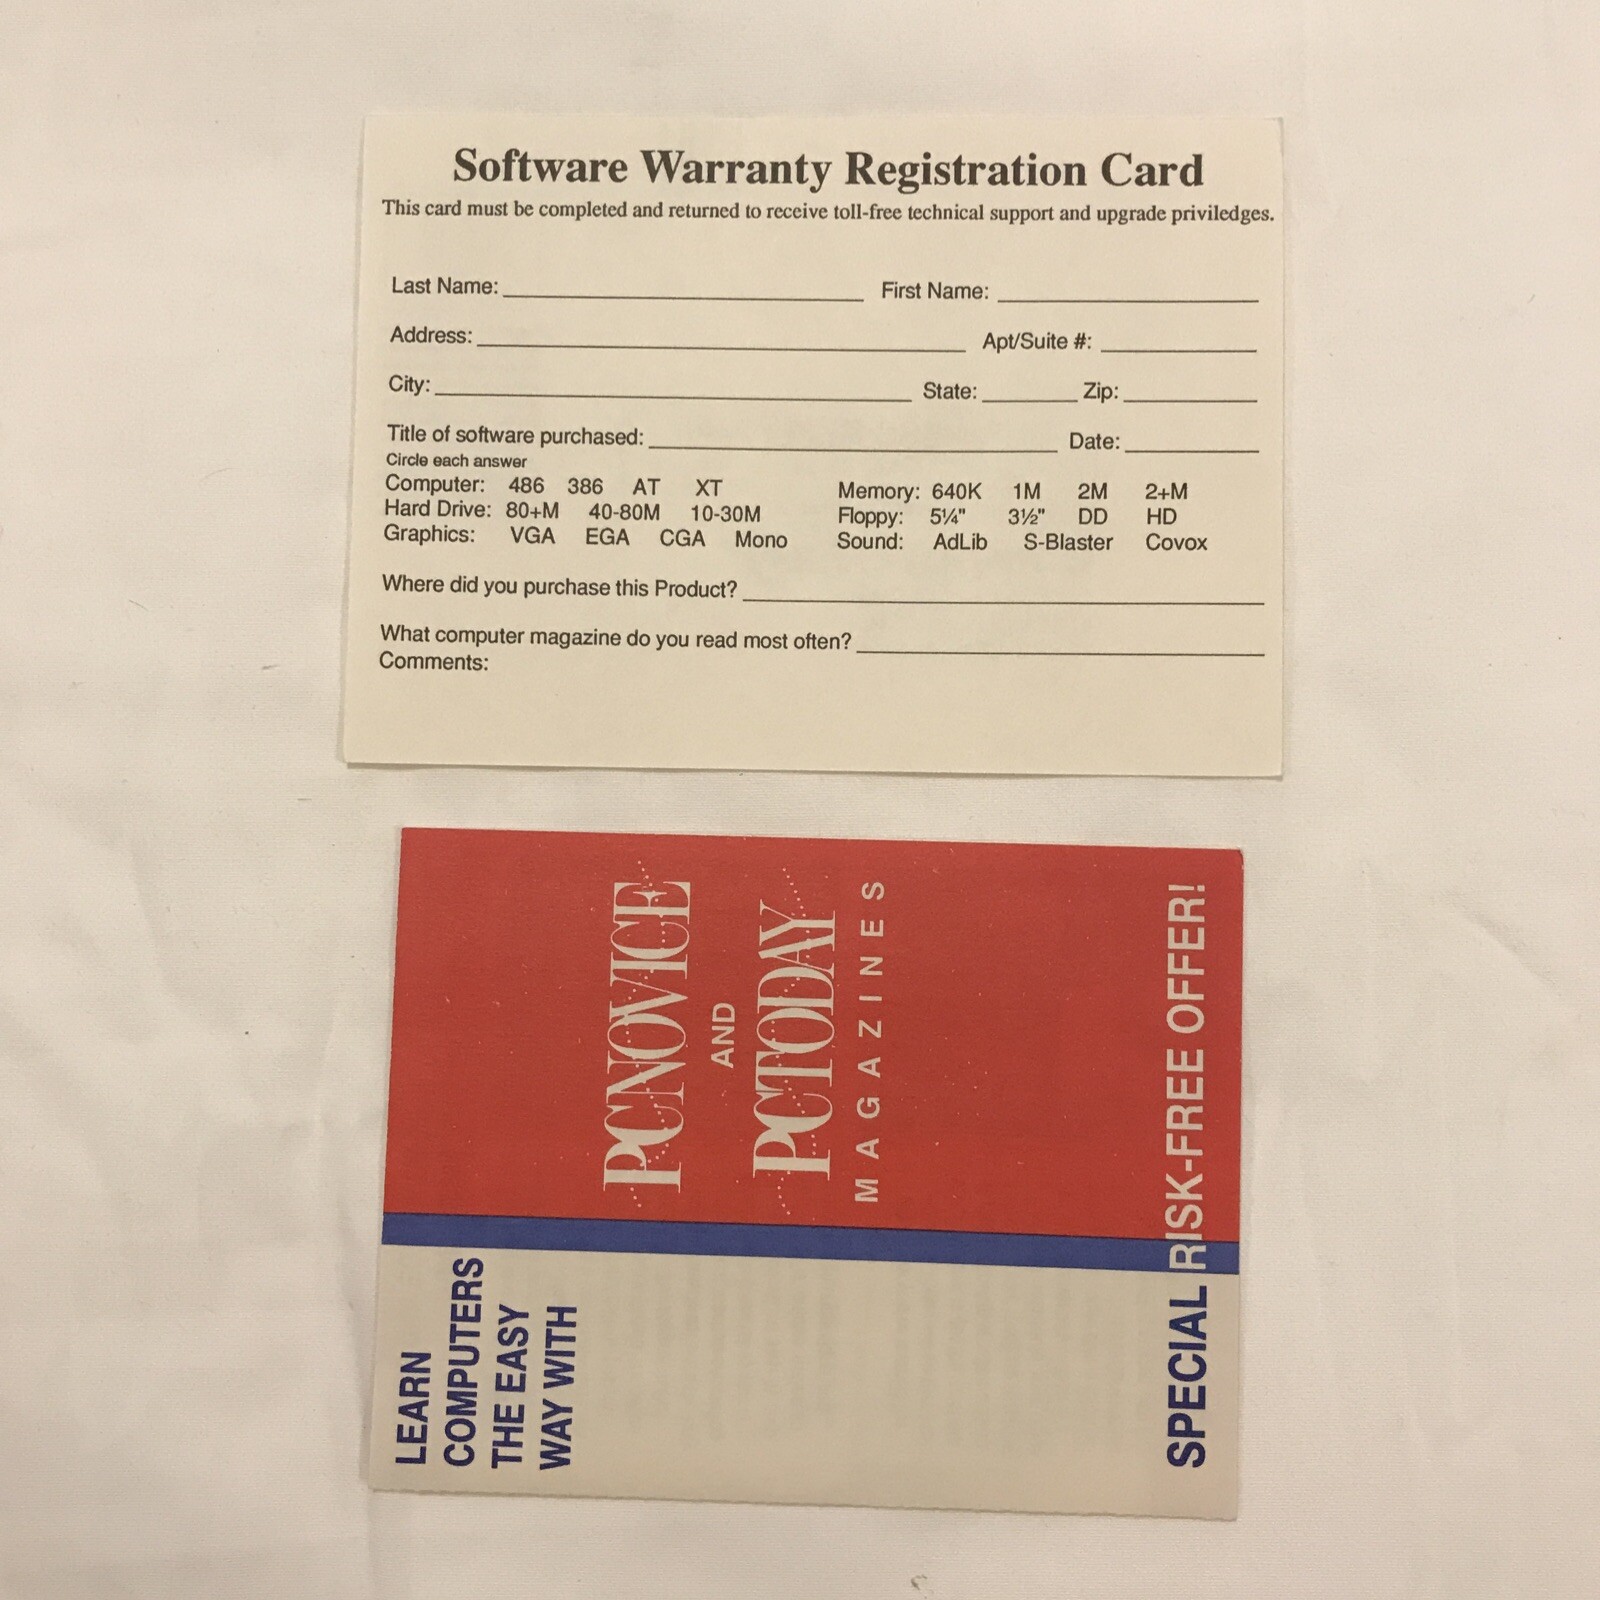 Software Warranty Registration Card
This card must be completed and returned to receive toll-free technical support and upgrade priviledges.
Last Name: First Name:
Address: Apt/Suite #:
City: State: Zip:
Title of software purchased: Date:
Circle each answer
Computer: 486 386 AT XT Memory: 640K 1M 2M 2+M
Hard Drive: 80+M 40-80M 10-30M Floppy: 5¼" 3½" DD HD
Graphics: VGA EGA CGA Mono Sound: AdLib S-Blaster Covox
Where did you purchase this Product?
What computer magazine do you read most often?
Comments:
LEARN
COMPUTERS
THE EASY
WAY WITH
PCNOVICE
AND
PCTODAY
MAGAZINES
SPECIAL RISK-FREE OFFER!